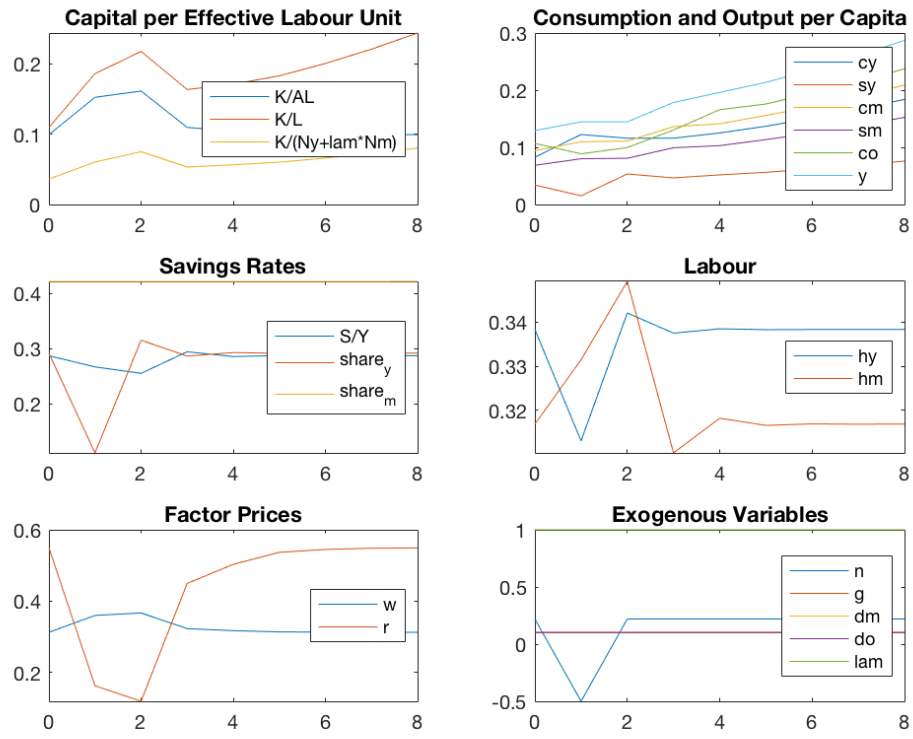 Capital per Effective Labour Unit
0.2
0.1
0
K/AL
K/L
K/(Ny+lam*Nm)
0 2 4 6 8
Consumption and Output per Capita
0.3
0.2
0.1
0
cy
sy
cm
sm
co
y
0 2 4 6 8
Savings Rates
0.4
0.3
0.2
S/Y
share_y
share_m
0 2 4 6 8
Labour
0.34
0.33
0.32
hy
hm
0 2 4 6 8
Factor Prices
0.6
0.4
0.2
w
r
0 2 4 6 8
Exogenous Variables
1
0.5
0
-0.5
n
g
dm
do
lam
0 2 4 6 8